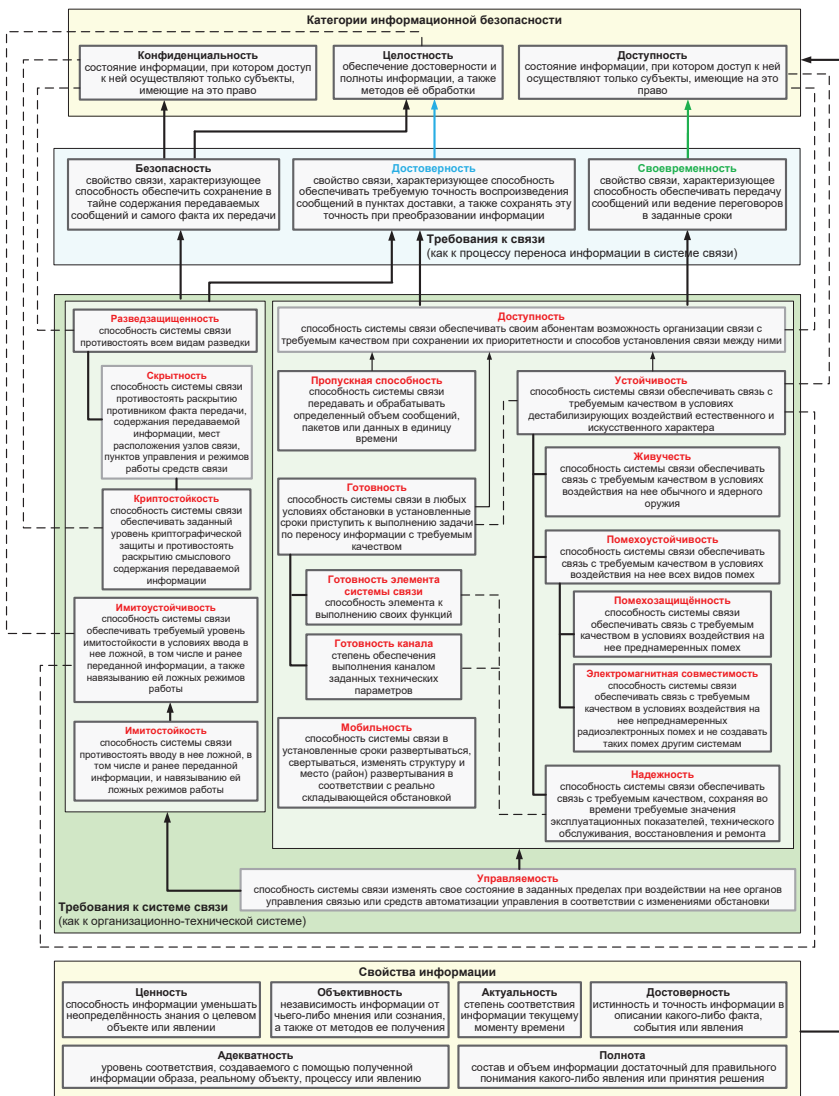 Категории информационной безопасности
Конфиденциальность
состояние информации, при котором доступ
к ней осуществляют только субъекты,
имеющие на это право
Целостность
обеспечение достоверности и
полноты информации, а также
методов её обработки
Доступность
состояние информации, при котором доступ к ней
осуществляют только субъекты, имеющие на это
право
Безопасность
свойство связи, характеризующее
способность обеспечить сохранение в
тайне содержания передаваемых
сообщений и самого факта их передачи
Достоверность
свойство связи, характеризующее способность
обеспечивать требуемую точность воспроизведения
сообщений в пунктах доставки, а также сохранять эту
точность при преобразовании информации
Своевременность
свойство связи, характеризующее
способность обеспечивать передачу
сообщений или ведение переговоров
в заданные сроки
Требования к связи
(как к процессу переноса информации в системе связи)
Разведзащищенность
способность системы связи
противостоять всем видам разведки
Скрытность
способность системы связи
противостоять раскрытию
противником факта передачи,
содержания передаваемой
информации, мест
расположения узлов связи,
пунктов управления и режимов
работы средств связи
Криптостойкость
способность системы связи
обеспечивать заданный
уровень криптографической
защиты и противостоять
раскрытию смыслового
содержания передаваемой
информации
Имитоустойчивость
способность системы связи
обеспечивать требуемый уровень
имитостойкости в условиях ввода
в нее ложной, в том числе и ранее
переданной информации, а также
навязыванию ей ложных режимов
работы
Имитостойкость
способность системы связи
противостоять вводу в нее ложной, в
том числе и ранее переданной
информации, и навязыванию ей
ложных режимов работы
Доступность
способность системы связи обеспечивать своим абонентам возможность организации связи с
требуемым качеством при сохранении их приоритетности и способов установления связи между ними
Пропускная способность
способность системы связи
передавать и обрабатывать
определенный объем сообщений,
пакетов или данных в единицу
времени
Готовность
способность системы связи в любых
условиях обстановки в установленные
сроки приступить к выполнению задачи
по переносу информации с требуемым
качеством
Готовность элемента
системы связи
способность элемента к
выполнению своих функций
Готовность канала
степень обеспечения
выполнения каналом
заданных технических
параметров
Мобильность
способность системы связи в
установленные сроки развертываться,
свертываться, изменять структуру и
место (район) развертывания в
соответствии с реально
складывающейся обстановкой
Устойчивость
способность системы связи обеспечивать связь с
требуемым качеством в условиях
дестабилизирующих воздействий естественного и
искусственного характера
Живучесть
способность системы связи обеспечивать
связь с требуемым качеством в условиях
воздействия на нее обычного и ядерного
оружия
Помехоустойчивость
способность системы связи обеспечивать
связь с требуемым качеством в условиях
воздействия на нее всех видов помех
Помехозащищённость
способность системы связи
обеспечивать связь с требуемым
качеством в условиях воздействия на
нее преднамеренных помех
Электромагнитная совместимость
способность системы связи
обеспечивать связь с требуемым
качеством в условиях воздействия на
нее непреднамеренных
радиоэлектронных помех и не создавать
таких помех другим системам
Надежность
способность системы связи обеспечивать
связь с требуемым качеством, сохраняя во
времени требуемые значения
эксплуатационных показателей, технического
обслуживания, восстановления и ремонта
Управляемость
способность системы связи изменять свое состояние в заданных пределах при воздействии на нее органов
управления связью или средств автоматизации управления в соответствии с изменениями обстановки
Требования к системе связи
(как к организационно-технической системе)
Свойства информации
Ценность
способность информации уменьшать
неопределённость знания о целевом
объекте или явлении
Объективность
независимость информации от
чьего-либо мнения или сознания,
а также от методов ее получения
Актуальность
степень соответствия
информации текущему
моменту времени
Достоверность
истинность и точность информации в
описании какого-либо факта,
события или явления
Адекватность
уровень соответствия, создаваемого с помощью полученной
информации образа, реальному объекту, процессу или явлению
Полнота
состав и объем информации достаточный для правильного
понимания какого-либо явления или принятия решения